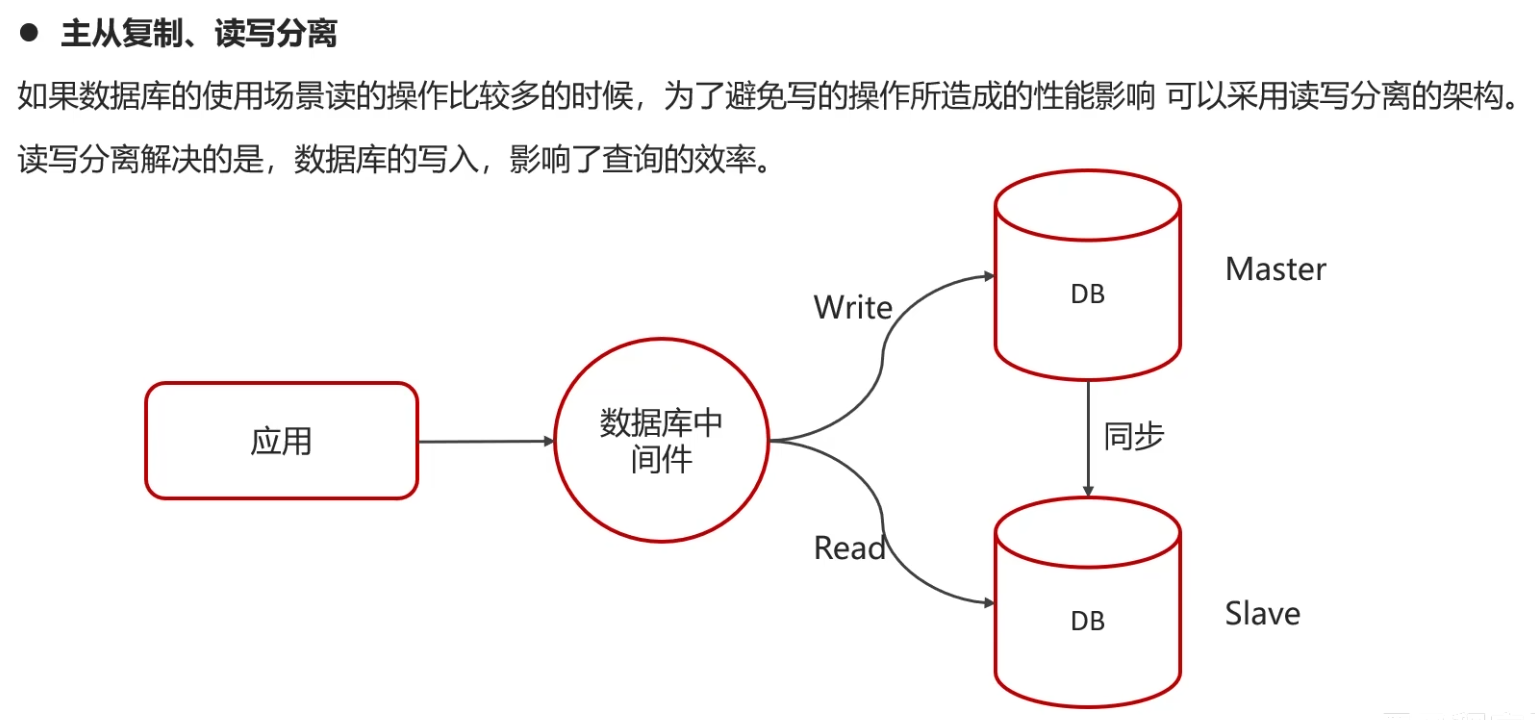 ● 主从复制、读写分离
如果数据库的使用场景读的操作比较多的时候，为了避免写的操作所造成的性能影响 可以采用读写分离的架构。
读写分离解决的是，数据库的写入，影响了查询的效率。
Master
DB
Write
应用
数据库中
间件
同步
Read
DB
Slave